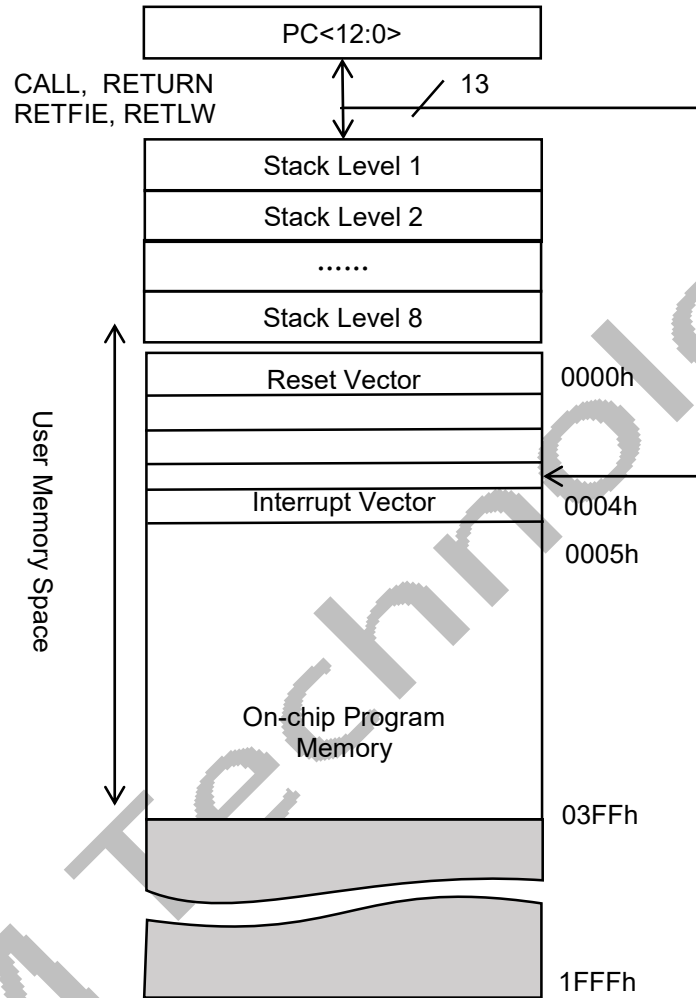 PC<12:0>
CALL, RETURN
RETFIE, RETLW
13
Stack Level 1
Stack Level 2
......
Stack Level 8
Reset Vector
0000h
Interrupt Vector
0004h
0005h
User Memory Space
On-chip Program
Memory
03FFh
1FFFh
M Technolo